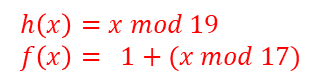 h(x) = x mod 19
f(x) = 1 + (x mod 17)